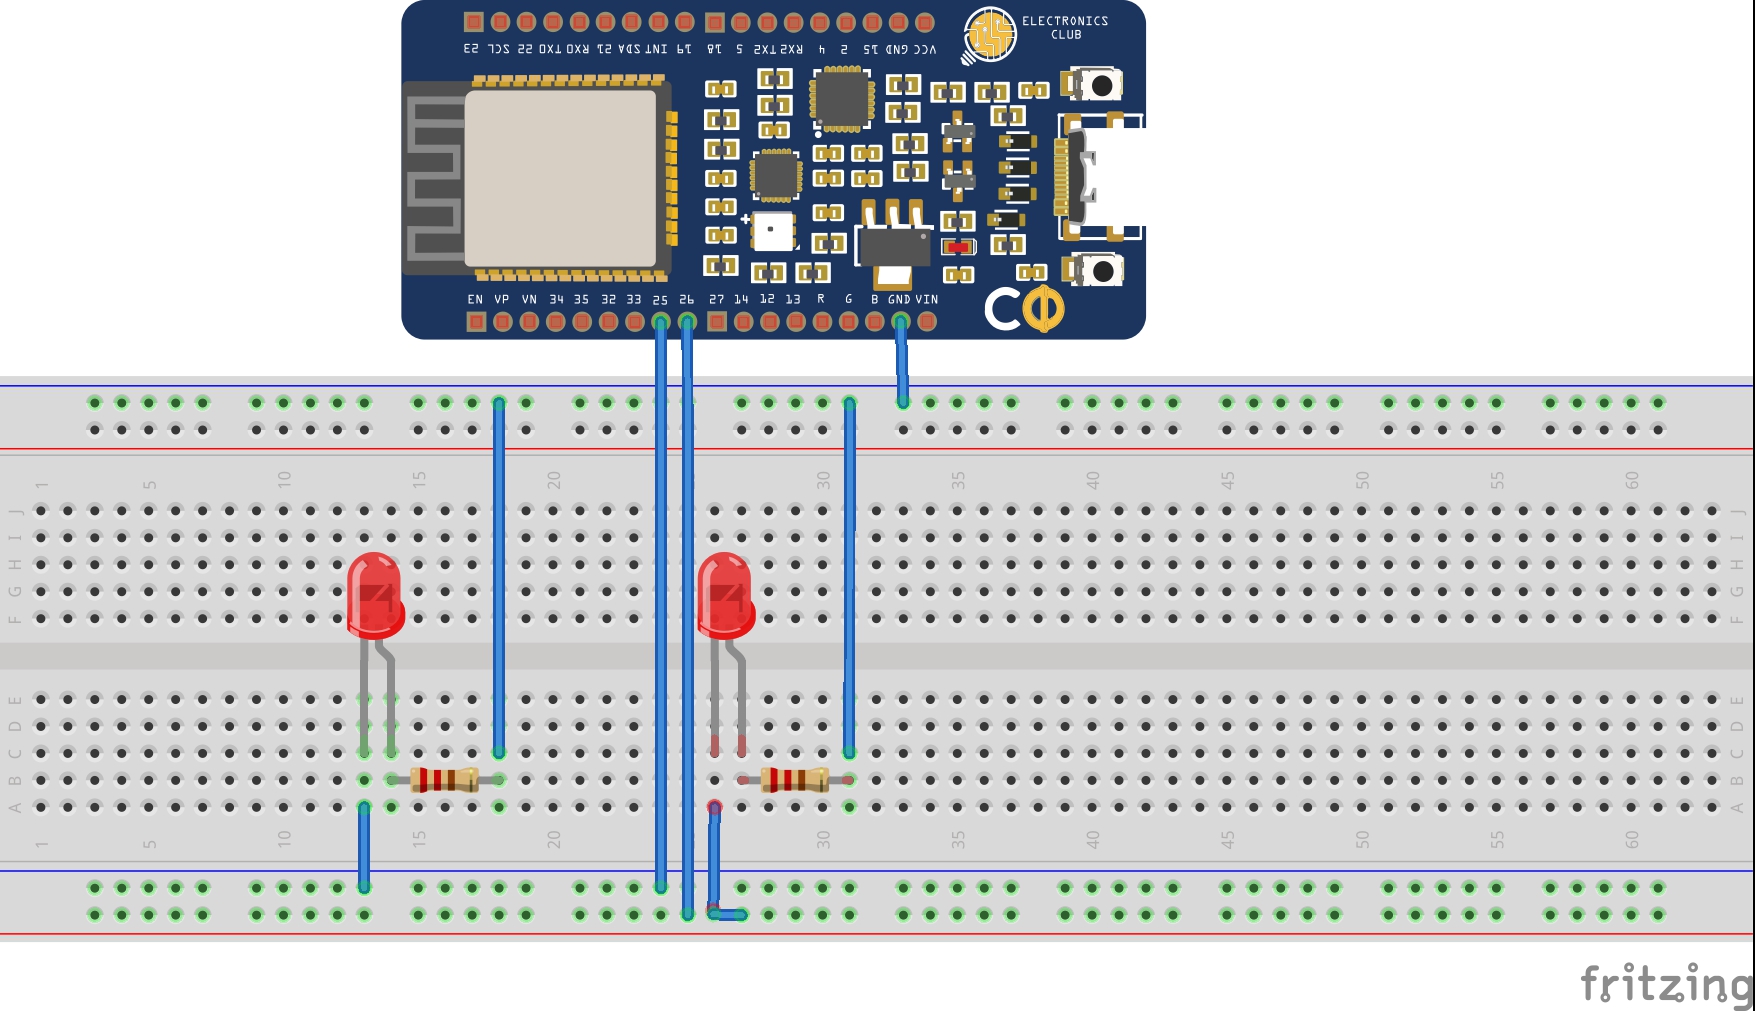 23 SCL 22 TXO RXO 21 SDA INT 19 18 5 TX2 RX2 4 2 15 GND VCC
ELECTRONICS
CLUB
EN VP VN 34 35 32 33 25 26 27 14 12 13 R G B GND VIN
1 5 10 15 20 30 35 40 45 50 55 60
J J
I I
H H
G G
F F
E E
D D
C C
B B
A A
1 5 10 15 20 30 35 40 45 50 55 60
fritzing